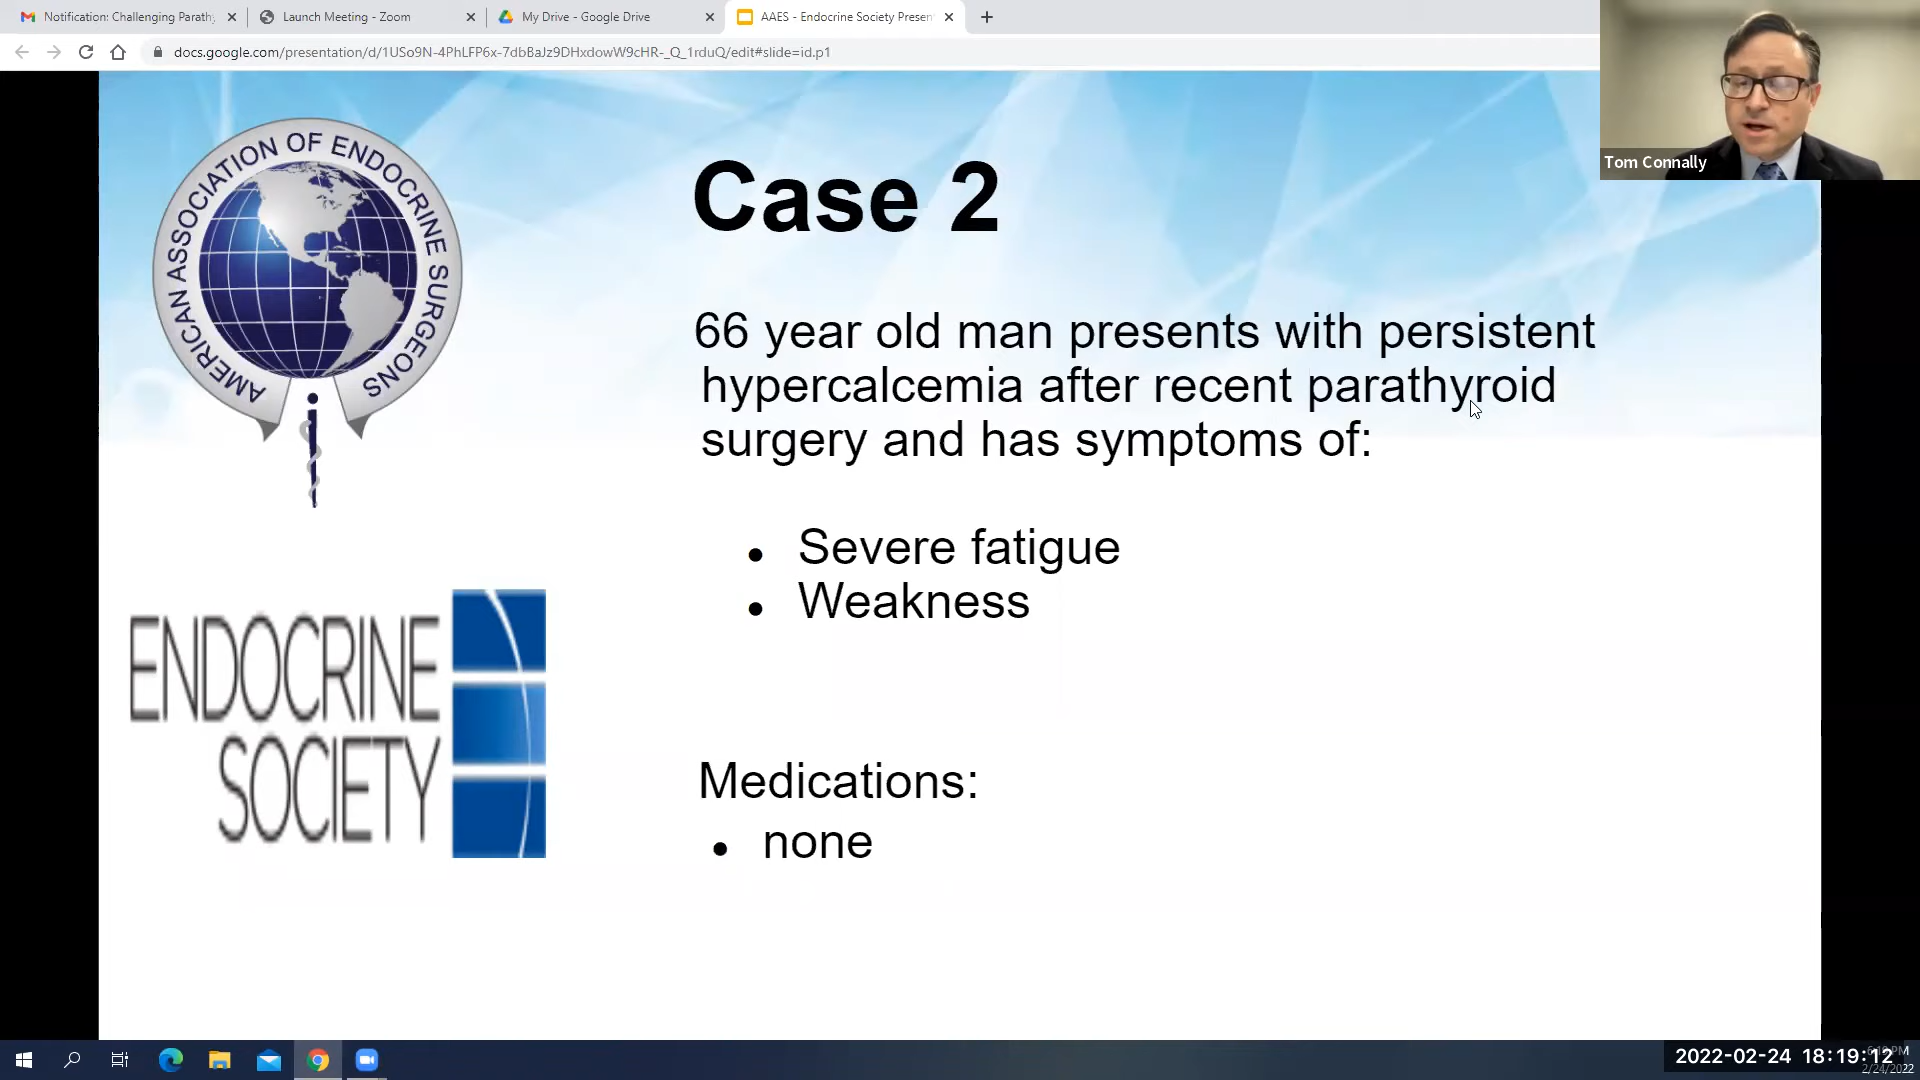 Notification: Challenging Parath
Launch Meeting - Zoom
My Drive - Google Drive
AAES - Endocrine Society Presen
docs.google.com/presentation/d/1USo9N-4PhLFP6x-7dbBaJz9DHxdowW9cHR-_Q_1rduQ/edit#slide=id.p1
Tom Connally
AMERICAN ASSOCIATION OF ENDOCRINE SURGEONS
Case 2
66 year old man presents with persistent
hypercalcemia after recent parathyroid
surgery and has symptoms of:
• Severe fatigue
• Weakness
ENDOCRINE
SOCIETY
Medications:
• none
2022-02-24 18:19:12
2/24/2022